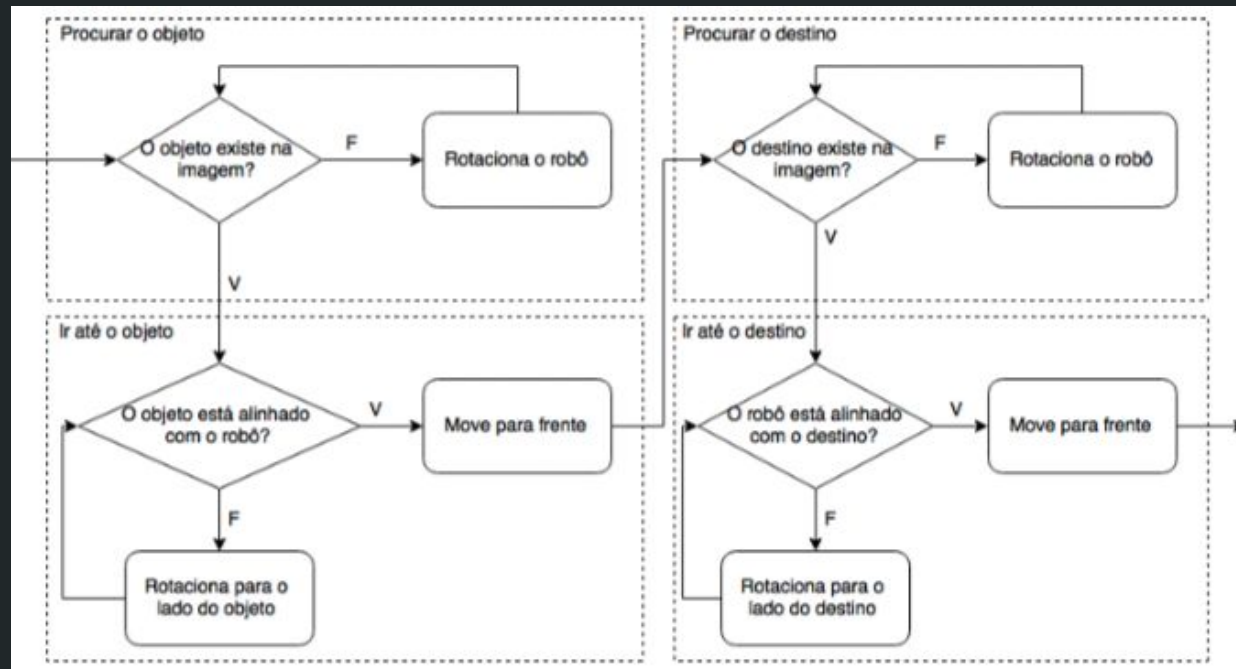 Procurar o objeto
O objeto existe na
imagem?
F
Rotaciona o robô
V
Ir até o objeto
O objeto está alinhado
com o robô?
V
Move para frente
F
Rotaciona para o
lado do objeto
Procurar o destino
O destino existe na
imagem?
F
Rotaciona o robô
V
Ir até o destino
O robô está alinhado
com o destino?
V
Move para frente
F
Rotaciona para o
lado do destino